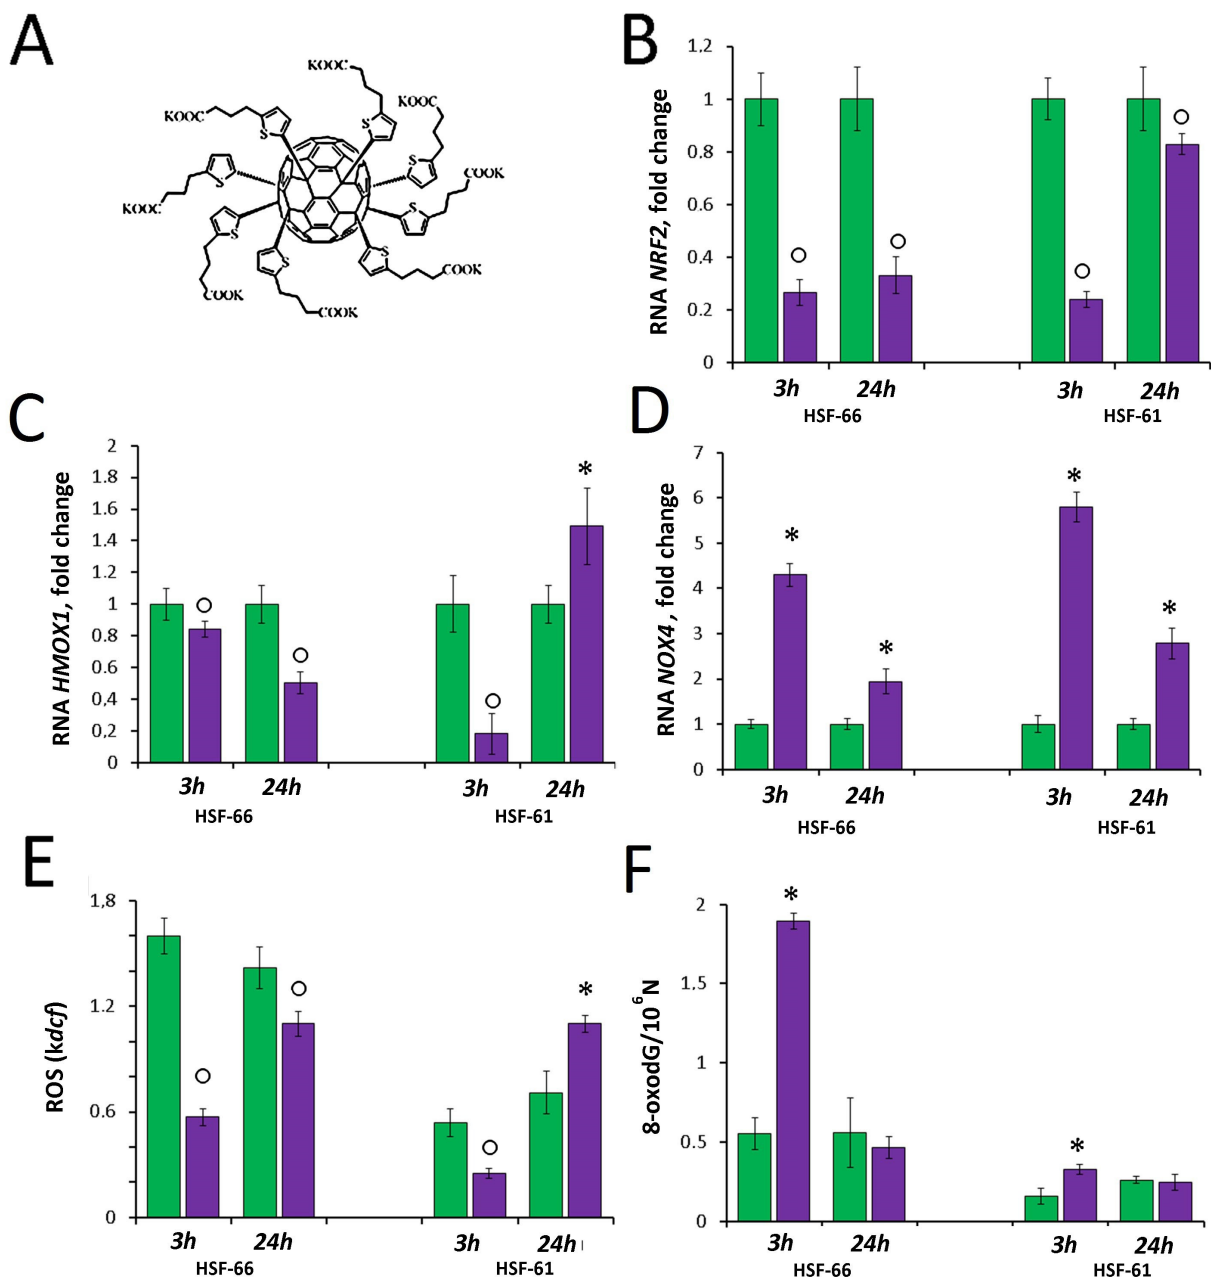 A
KOOC
KOOC
KOOC
KOOC
COOK
COOK
COOK
COOK
S
S
S
S
S
S
S
S
B
RNA NRF2, fold change
1.2
1
0.8
0.6
0.4
0.2
0
3h
24h
3h
24h
HSF-66
HSF-61
C
RNA HMOX1, fold change
2
1.8
1.6
1.4
1.2
1
0.8
0.6
0.4
0.2
0
*
3h
24h
3h
24h
HSF-66
HSF-61
D
RNA NOX4 , fold change
7
6
5
4
3
2
1
0
*
*
*
*
3h
24h
3h
24h
HSF-66
HSF-61
E
ROS (kdcf)
1.8
1.2
0.6
0
*
3h
24h
3h
24h
HSF-66
HSF-61
F
8-oxodG/10⁶N
2
1.5
1
0.5
0
*
*
3h
24h
3h
24h
HSF-66
HSF-61